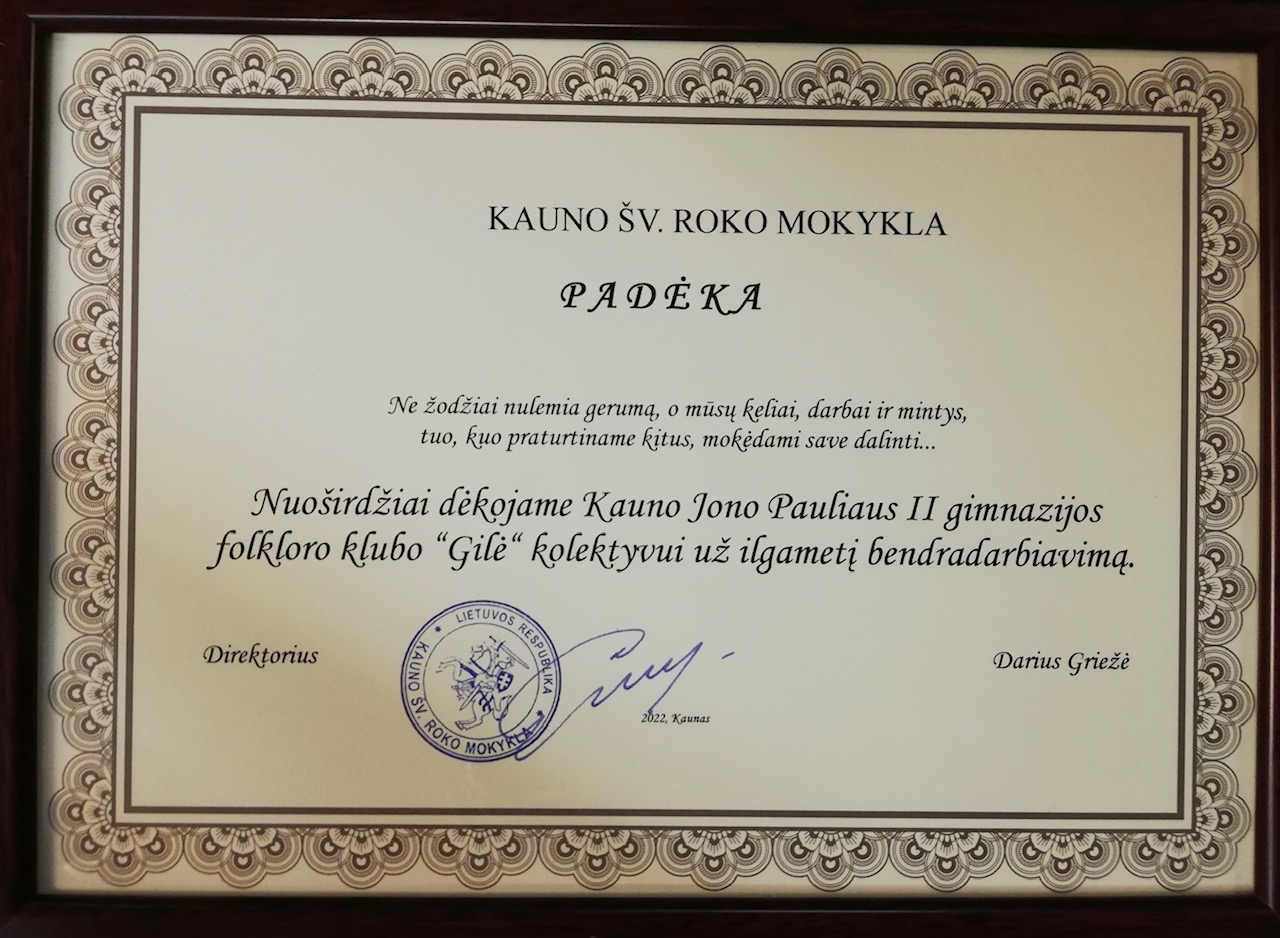 KAUNO ŠV. ROKO MOKYKLA
PADĖKA
Ne žodžiai nulemia gerumą, o mūsų keliai, darbai ir mintys,
tuo, kuo praturtiname kitus, mokėdami save dalinti...
Nuoširdžiai dėkojame Kauno Jono Pauliaus II gimnazijos
folkloro klubo “Gilė“ kolektyvui už ilgametį bendradarbiavimą.
Direktorius
LIETUVOS RESPUBLIKA
KAUNO ŠV. ROKO MOKYKLA
Darius Griežė
2022, Kaunas